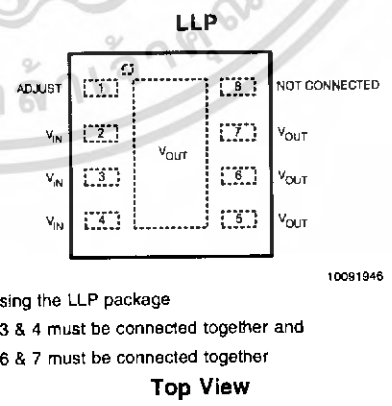 LLP
ADJUST 1 8 NOT CONNECTED
VIN 2 7 VOUT
VOUT
VIN 3 6 VOUT
VIN 4 5 VOUT
10091946
sing the LLP package
3 & 4 must be connected together and
6 & 7 must be connected together
Top View